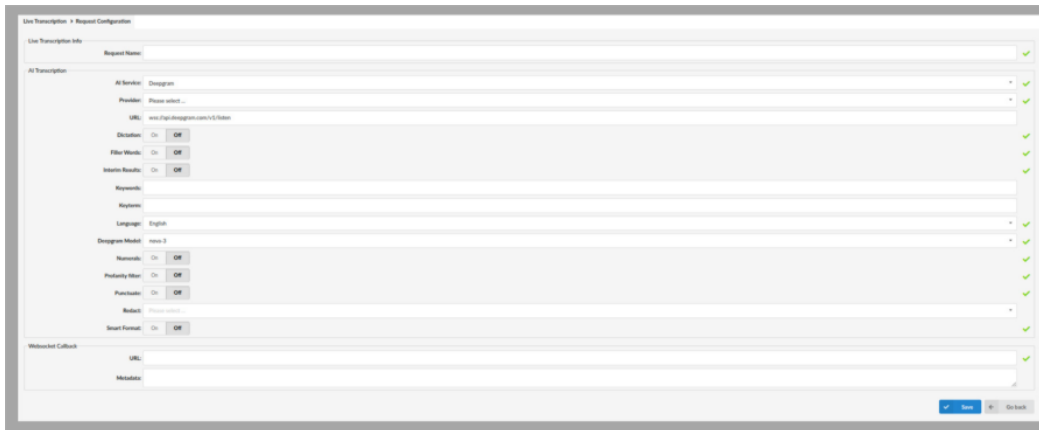 Live Transcription > Request Configuration
Live Transcription Info
Request Name:
AI Transcription
AI Service: Deepgram
Provider: Please select ...
URL: wss://api.deepgram.com/v1/listen
Dictation: On Off
Filler Words: On Off
Interim Results: On Off
Keywords:
Keyterm:
Language: English
Deepgram Model: nova-3
Numerals: On Off
Profanity filter: On Off
Punctuate: On Off
Redact: Please select ...
Smart Format: On Off
Websocket Callback
URL:
Metadata:
Save Go back